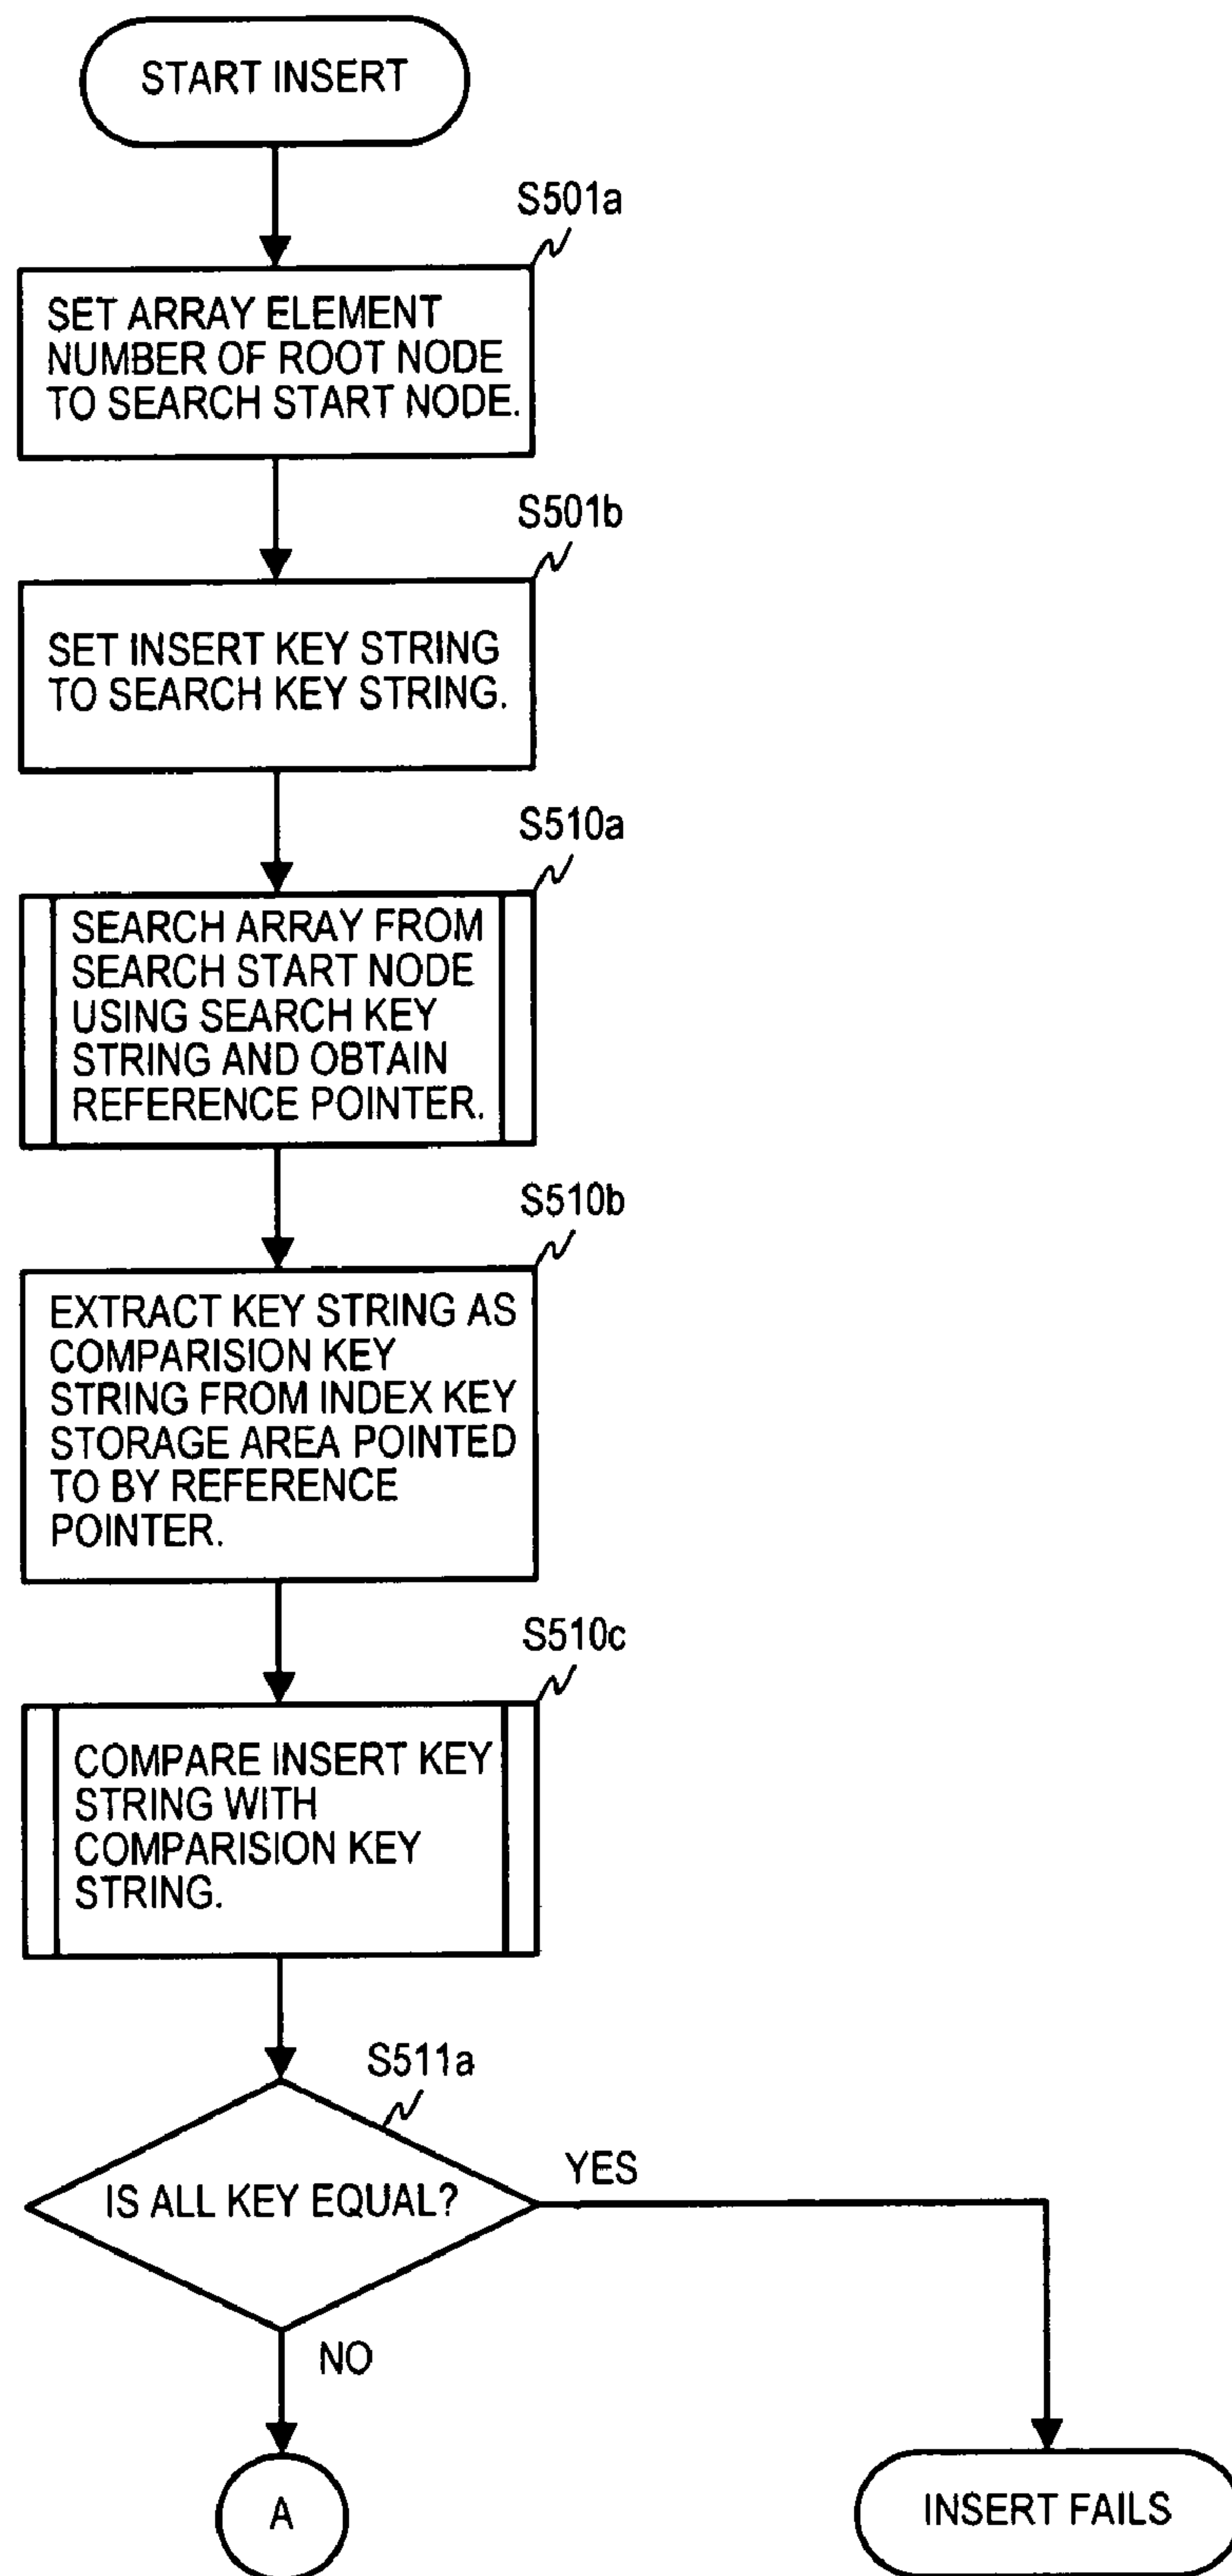 START INSERT
S501a
SET ARRAY ELEMENT
NUMBER OF ROOT NODE
TO SEARCH START NODE.
S501b
SET INSERT KEY STRING
TO SEARCH KEY STRING.
S510a
SEARCH ARRAY FROM
SEARCH START NODE
USING SEARCH KEY
STRING AND OBTAIN
REFERENCE POINTER.
S510b
EXTRACT KEY STRING AS
COMPARISION KEY
STRING FROM INDEX KEY
STORAGE AREA POINTED
TO BY REFERENCE
POINTER.
S510c
COMPARE INSERT KEY
STRING WITH
COMPARISION KEY
STRING.
S511a
IS ALL KEY EQUAL?
YES
NO
A
INSERT FAILS